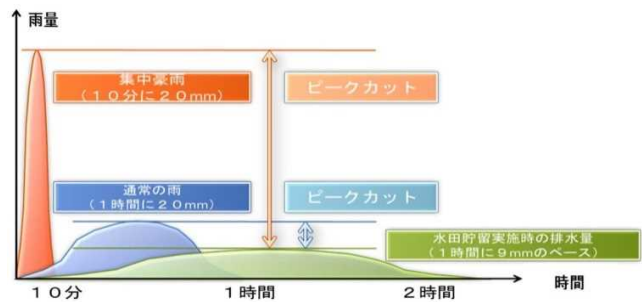 雨量
集中豪雨
(10分に20mm)
ピークカット
通常の雨
(1時間に20mm)
ピークカット
水田貯留実施時の排水量
(1時間に9mmのペース)
時間
10分
1時間
2時間